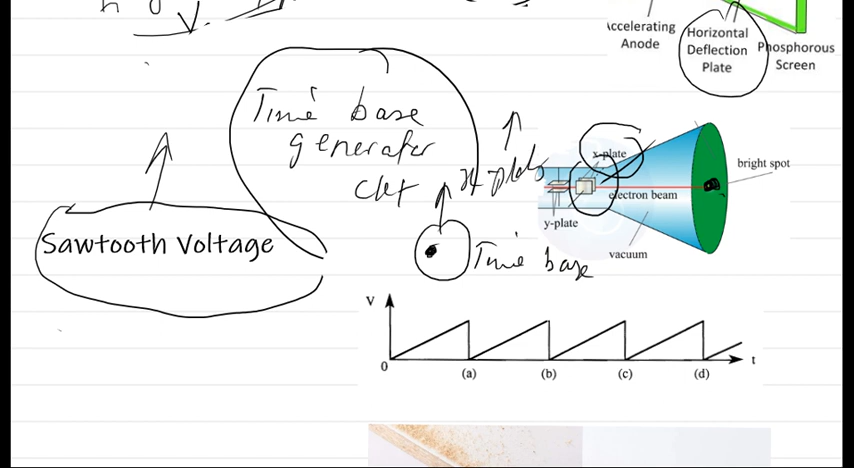 Accelerating
Anode
Horizontal
Deflection
Plate
Phosphorous
Screen
Time base
generator
ckt
x-plate
bright spot
electron beam
y-plate
vacuum
Sawtooth Voltage
Time base
V
0
t
(a) (b) (c) (d)